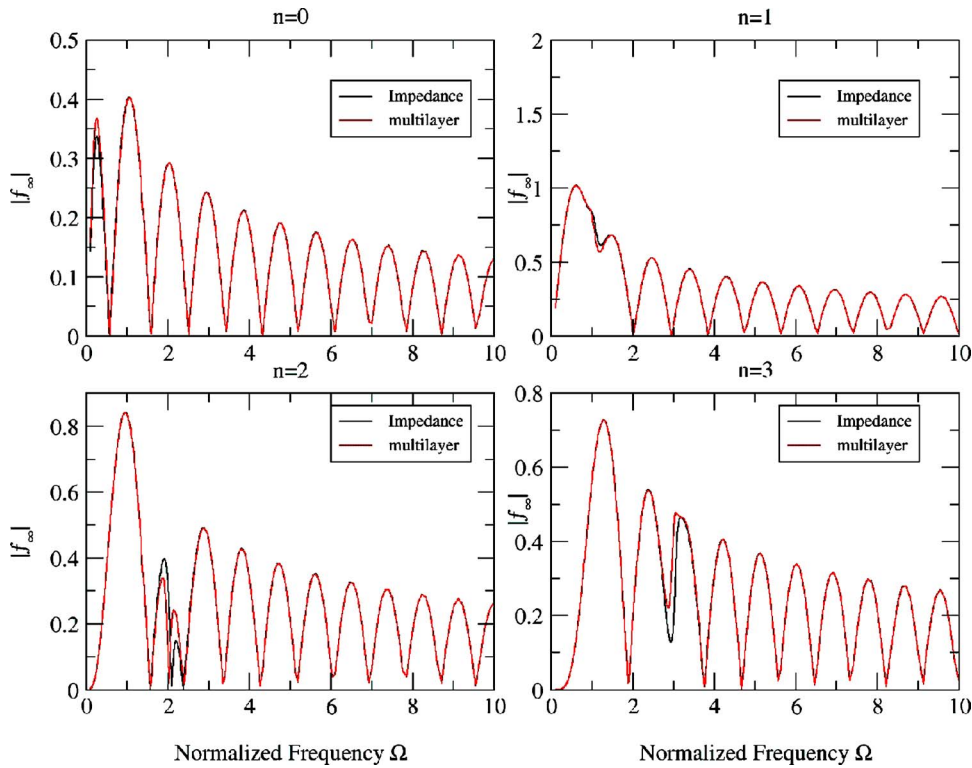 n=0
0.5
0.4
0.3
0.2
0.1
0
|f∞|
Impedance
multilayer
0 2 4 6 8 10
n=1
2
1.5
1
0.5
0
|f∞|
Impedance
multilayer
0 2 4 6 8 10
n=2
0.8
0.6
0.4
0.2
0
|f∞|
Impedance
multilayer
0 2 4 6 8 10
Normalized Frequency Ω
n=3
0.8
0.6
0.4
0.2
0
|f∞|
Impedance
multilayer
0 2 4 6 8 10
Normalized Frequency Ω